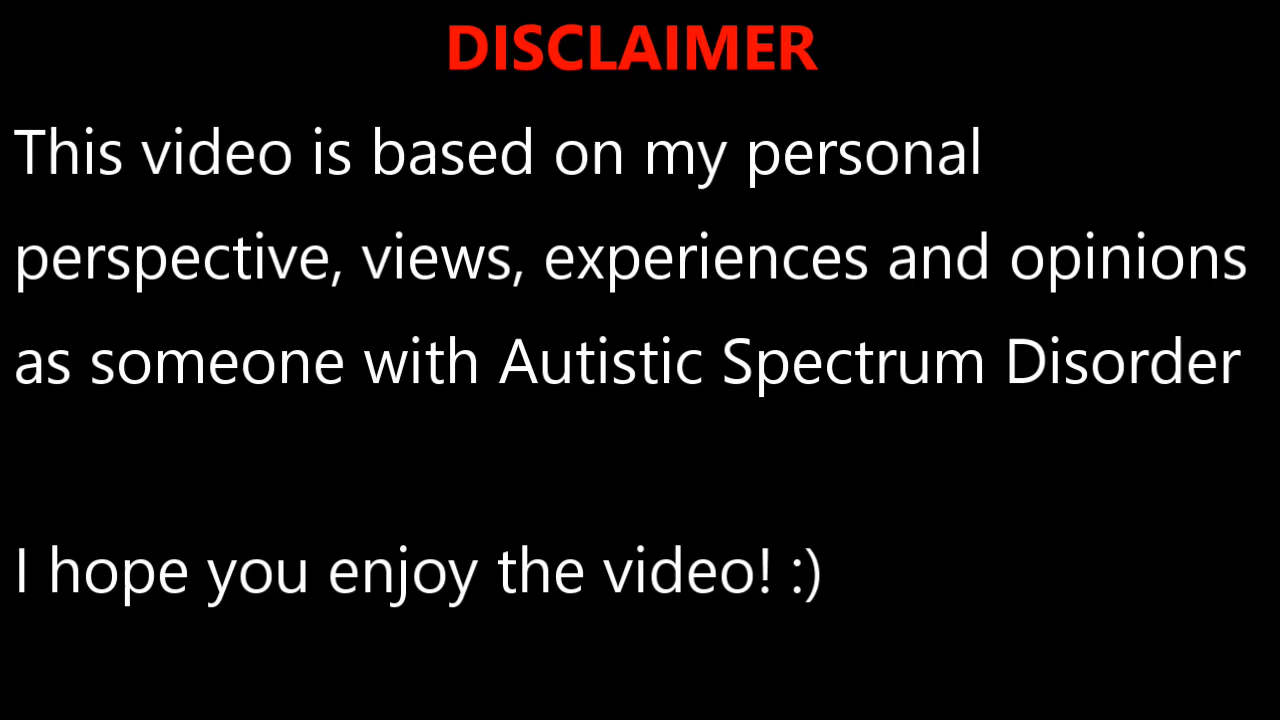 DISCLAIMER
This video is based on my personal
perspective, views, experiences and opinions
as someone with Autistic Spectrum Disorder
I hope you enjoy the video! :)